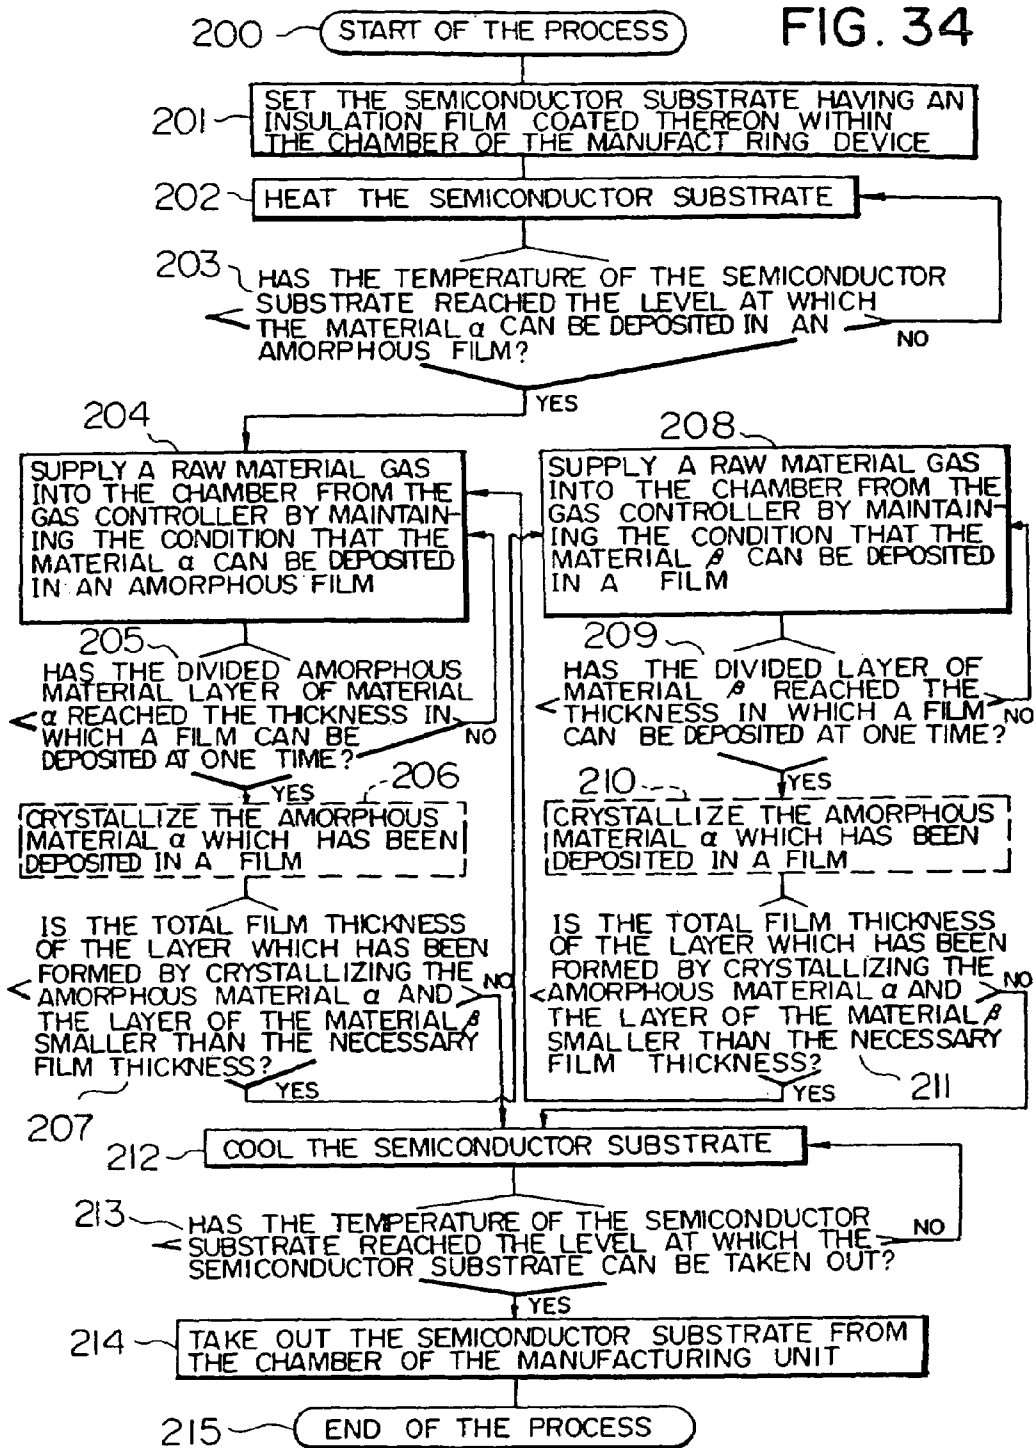 FIG. 34
200
START OF THE PROCESS
201
SET THE SEMICONDUCTOR SUBSTRATE HAVING AN
INSULATION FILM COATED THEREON WITHIN
THE CHAMBER OF THE MANUFACT RING DEVICE
202
HEAT THE SEMICONDUCTOR SUBSTRATE
203
HAS THE TEMPERATURE OF THE SEMICONDUCTOR
SUBSTRATE REACHED THE LEVEL AT WHICH
THE MATERIAL α CAN BE DEPOSITED IN AN
AMORPHOUS FILM?
NO
YES
204
SUPPLY A RAW MATERIAL GAS
INTO THE CHAMBER FROM THE
GAS CONTROLLER BY MAINTAIN-
ING THE CONDITION THAT THE
MATERIAL α CAN BE DEPOSITED
IN AN AMORPHOUS FILM
205
HAS THE DIVIDED AMORPHOUS
MATERIAL LAYER OF MATERIAL
α REACHED THE THICKNESS IN
WHICH A FILM CAN BE
DEPOSITED AT ONE TIME?
NO
YES
206
CRYSTALLIZE THE AMORPHOUS
MATERIAL α WHICH HAS BEEN
DEPOSITED IN A FILM
IS THE TOTAL FILM THICKNESS
OF THE LAYER WHICH HAS BEEN
FORMED BY CRYSTALLIZING THE
AMORPHOUS MATERIAL α AND
THE LAYER OF THE MATERIAL β
SMALLER THAN THE NECESSARY
FILM THICKNESS?
NO
YES
207
208
SUPPLY A RAW MATERIAL GAS
INTO THE CHAMBER FROM THE
GAS CONTROLLER BY MAINTAIN-
ING THE CONDITION THAT THE
MATERIAL β CAN BE DEPOSITED
IN A FILM
209
HAS THE DIVIDED LAYER OF
MATERIAL β REACHED THE
THICKNESS IN WHICH A FILM
CAN BE DEPOSITED AT ONE TIME?
NO
YES
210
CRYSTALLIZE THE AMORPHOUS
MATERIAL α WHICH HAS BEEN
DEPOSITED IN A FILM
IS THE TOTAL FILM THICKNESS
OF THE LAYER WHICH HAS BEEN
FORMED BY CRYSTALLIZING THE
AMORPHOUS MATERIAL α AND
THE LAYER OF THE MATERIAL β
SMALLER THAN THE NECESSARY
FILM THICKNESS?
NO
YES
211
212
COOL THE SEMICONDUCTOR SUBSTRATE
213
HAS THE TEMPERATURE OF THE SEMICONDUCTOR
SUBSTRATE REACHED THE LEVEL AT WHICH THE
SEMICONDUCTOR SUBSTRATE CAN BE TAKEN OUT?
NO
YES
214
TAKE OUT THE SEMICONDUCTOR SUBSTRATE FROM
THE CHAMBER OF THE MANUFACTURING UNIT
215
END OF THE PROCESS